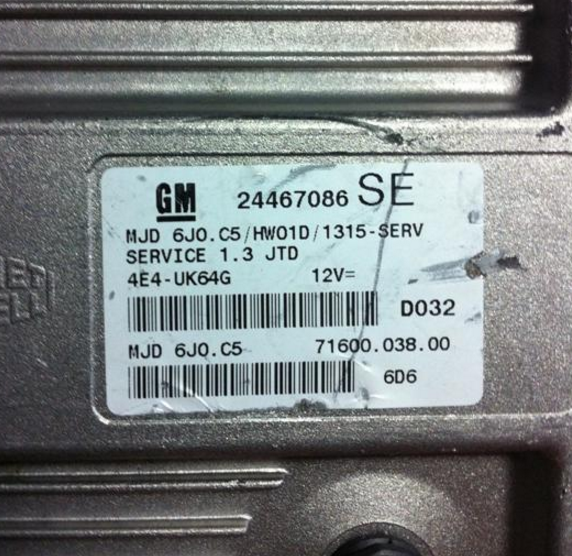 GM 24467086 SE
MJD 6JO.C5/HW01D/1315-SERV
SERVICE 1.3 JTD
4E4-UK64G 12V=
D032
MJD 6JO.C5 71600.038.00
6D6